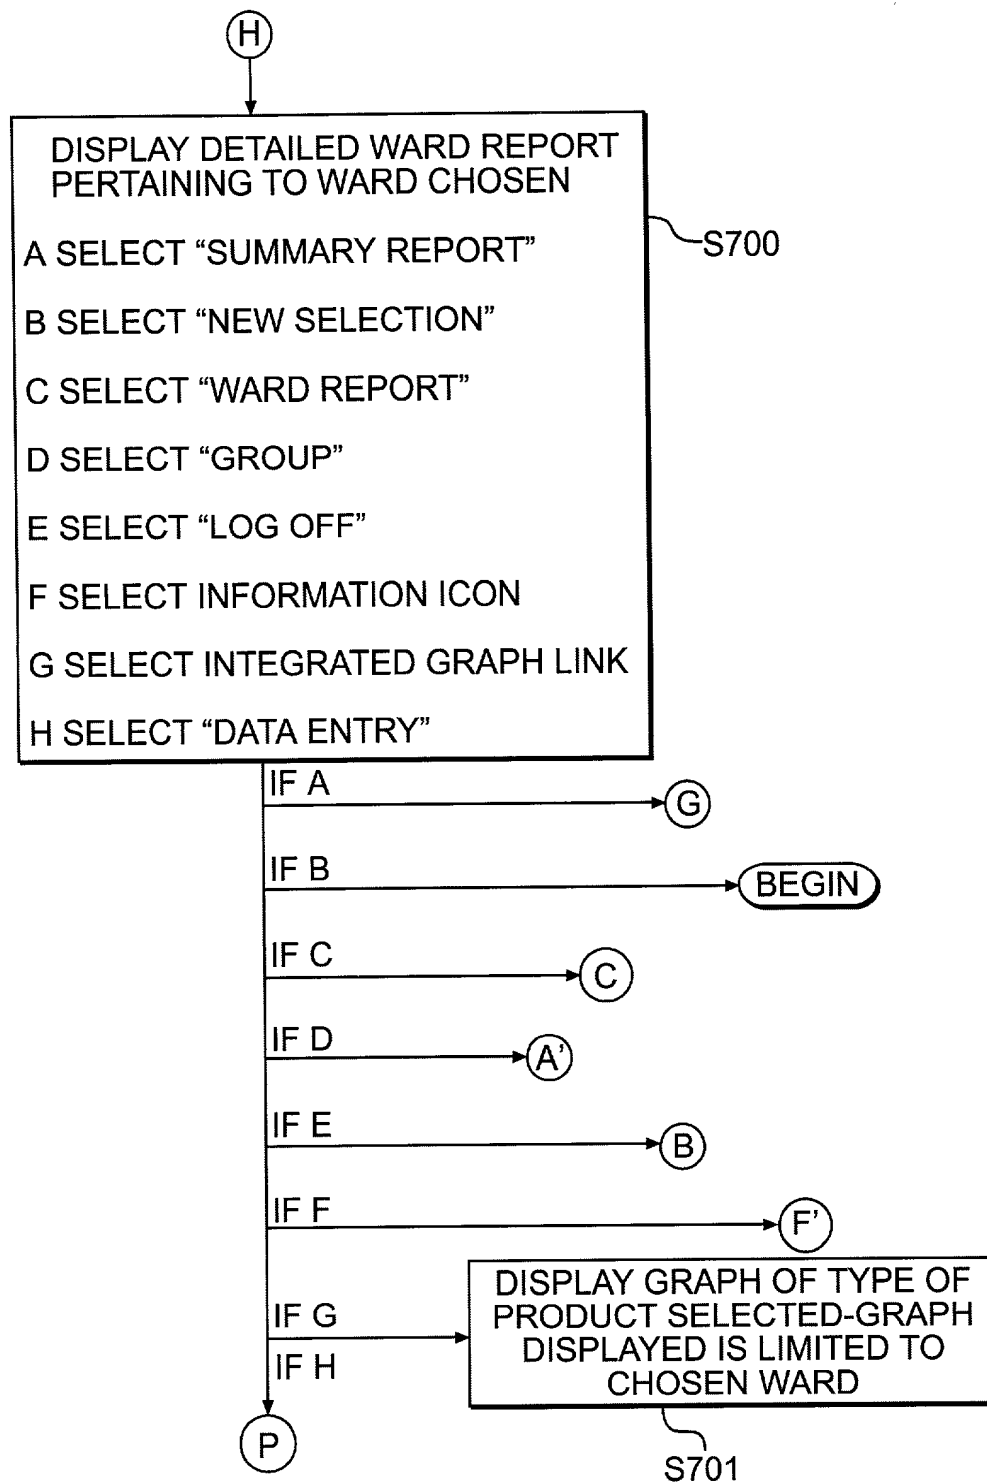 H
DISPLAY DETAILED WARD REPORT
PERTAINING TO WARD CHOSEN
A SELECT “SUMMARY REPORT”
B SELECT “NEW SELECTION”
C SELECT “WARD REPORT”
D SELECT “GROUP”
E SELECT “LOG OFF”
F SELECT INFORMATION ICON
G SELECT INTEGRATED GRAPH LINK
H SELECT “DATA ENTRY”
S700
IF A
G
IF B
BEGIN
IF C
C
IF D
A’
IF E
B
IF F
F’
IF G
DISPLAY GRAPH OF TYPE OF
PRODUCT SELECTED-GRAPH
DISPLAYED IS LIMITED TO
CHOSEN WARD
IF H
P
S701